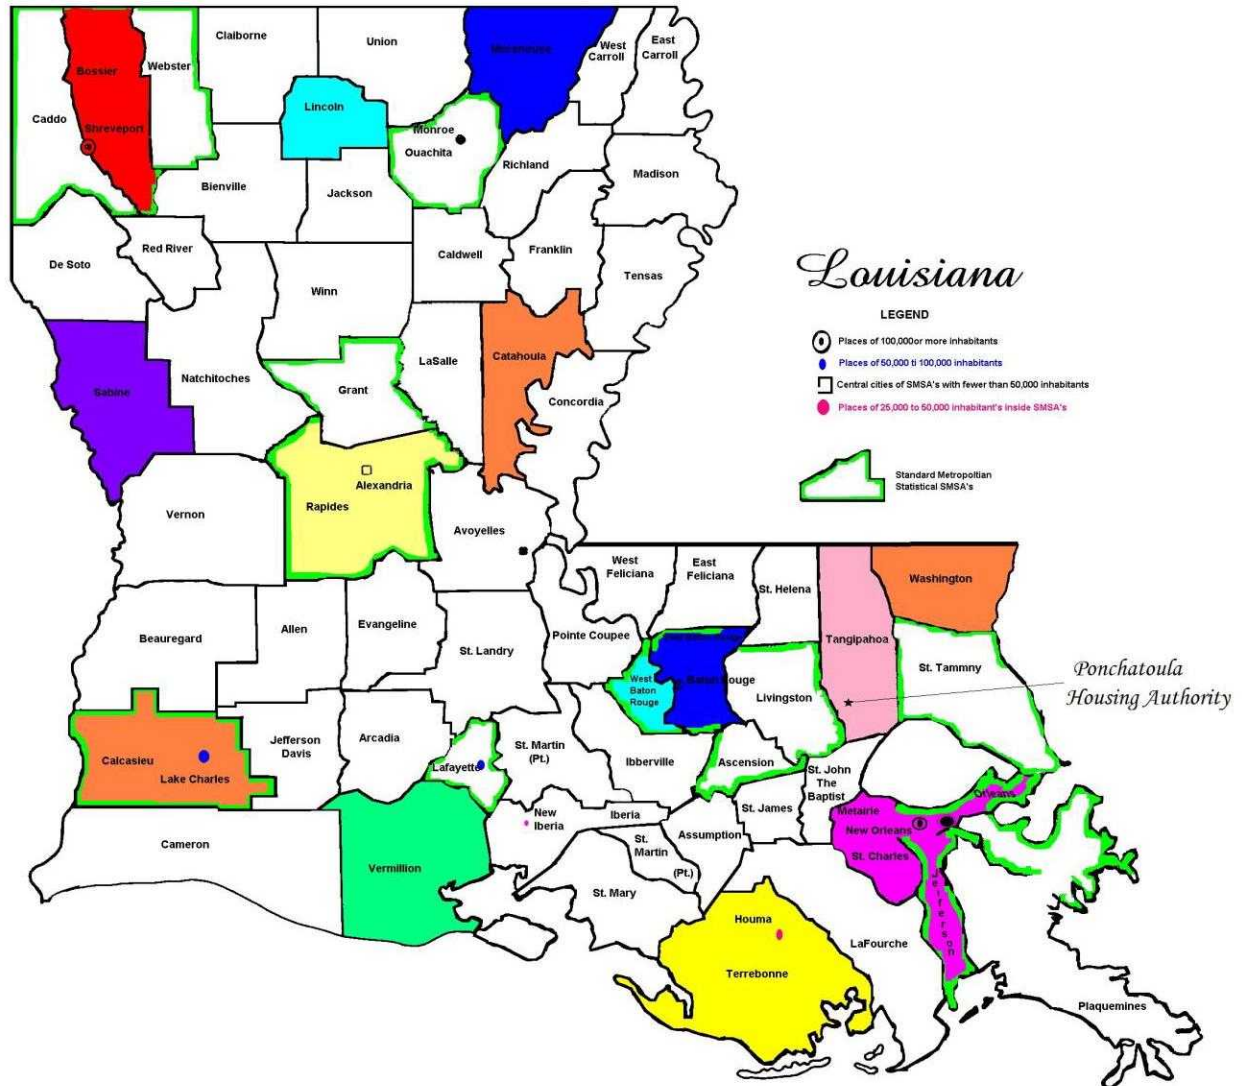 Claiborne
Union
Morehouse
West
Carroll
East
Carroll
Bossier
Webster
Lincoln
Caddo
Shreveport
Monroe
Ouachita
Richland
Madison
Bienville
Jackson
Red River
De Soto
Caldwell
Franklin
Tensas
Winn
Louisiana
LEGEND
Places of 100,000or more inhabitants
Places of 50,000 ti 100,000 inhabitants
Central cities of SMSA's with fewer than 50,000 inhabitants
Places of 25,000 to 50,000 inhabitant's inside SMSA's
Standard Metropoltian
Statistical SMSA's
LaSalle
Catahoula
Sabine
Natchitoches
Grant
Concordia
Alexandria
Rapides
Vernon
Avoyelles
West
Feliciana
East
Feliciana
St. Helena
Washington
Beauregard
Allen
Evangeline
Pointe Coupee
St. Landry
Tangipahoa
St. Tammny
West
Baton
Rouge
Baton Rouge
Livingston
Ponchatoula
Housing Authority
Jefferson
Davis
Arcadia
Calcasieu
Lake Charles
Lafayette
St. Martin
(Pt.)
Ibberville
Ascension
St. John
The
Baptist
Orleans
Metairie
New Orleans
St. Charles
Jefferson
St. James
New
Iberia
Iberia
Assumption
St.
Martin
(Pt.)
Cameron
Vermillion
St. Mary
Houma
Terrebonne
LaFourche
Plaquemines